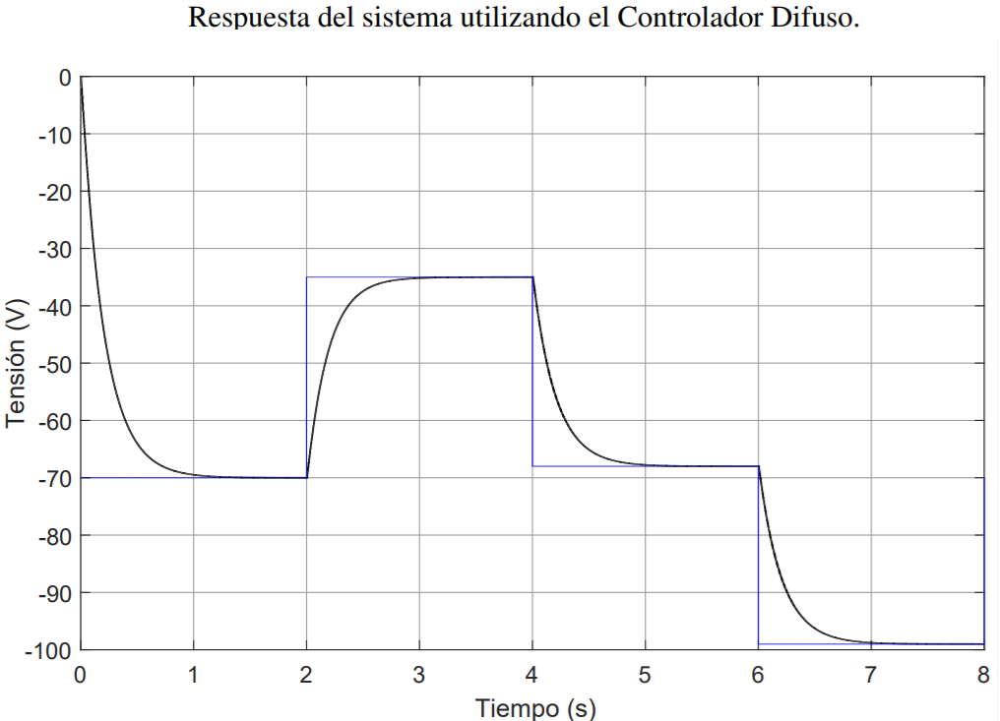 Respuesta del sistema utilizando el Controlador Difuso.
0
-10
-20
-30
-40
-50
-60
-70
-80
-90
-100
Tensión (V)
0 1 2 3 4 5 6 7 8
Tiempo (s)